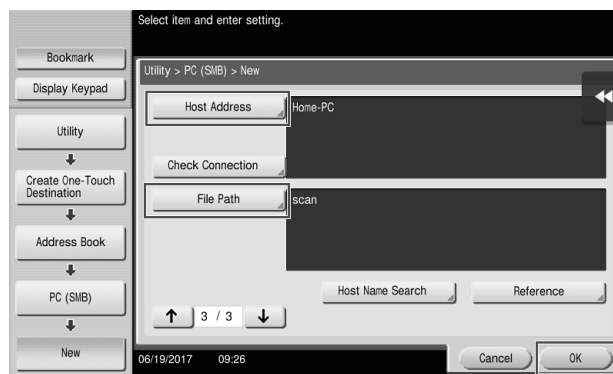 Select item and enter setting.
Bookmark
Display Keypad
Utility
Create One-Touch
Destination
Address Book
PC (SMB)
New
Utility > PC (SMB) > New
Host Address
Home-PC
Check Connection
File Path
scan
Host Name Search
Reference
↑ 3 / 3 ↓
06/19/2017 09:26
Cancel
OK